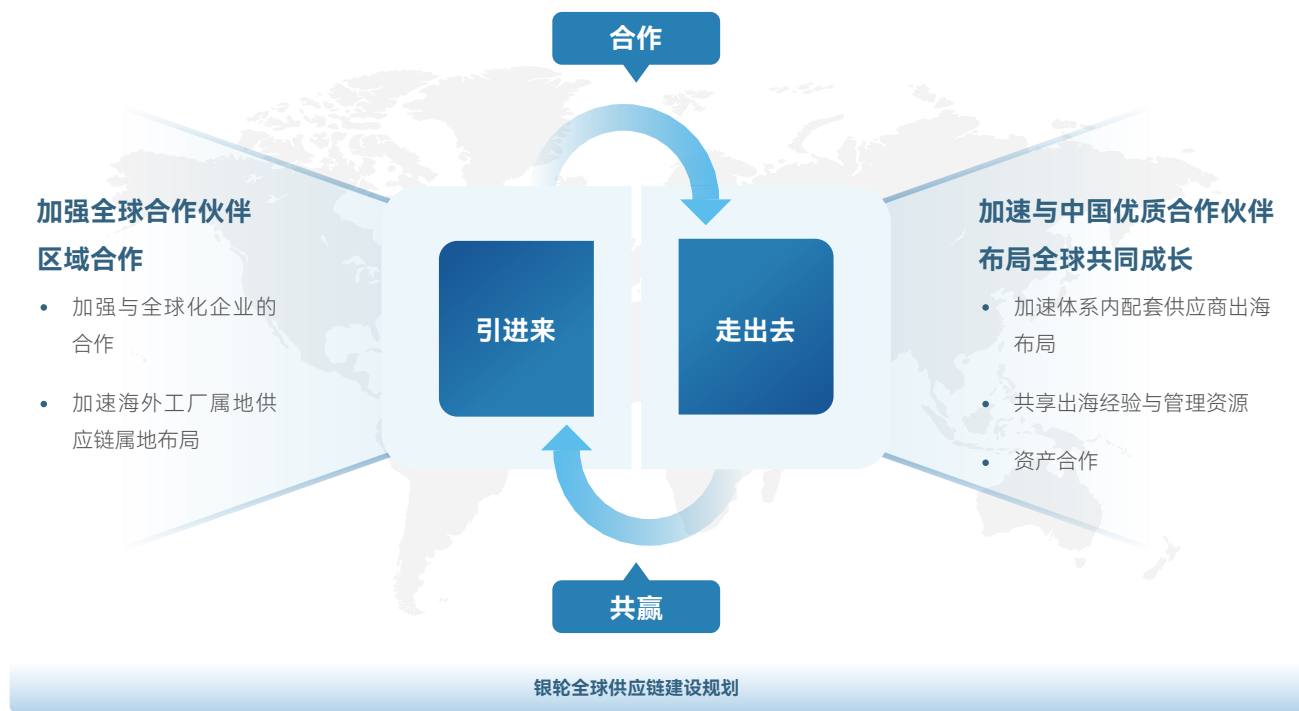 合作
加强全球合作伙伴
区域合作
• 加强与全球化企业的
合作
• 加速海外工厂属地供
应链属地布局
引进来
走出去
加速与中国优质合作伙伴
布局全球共同成长
• 加速体系内配套供应商出海
布局
• 共享出海经验与管理资源
• 资产合作
共赢
银轮全球供应链建设规划